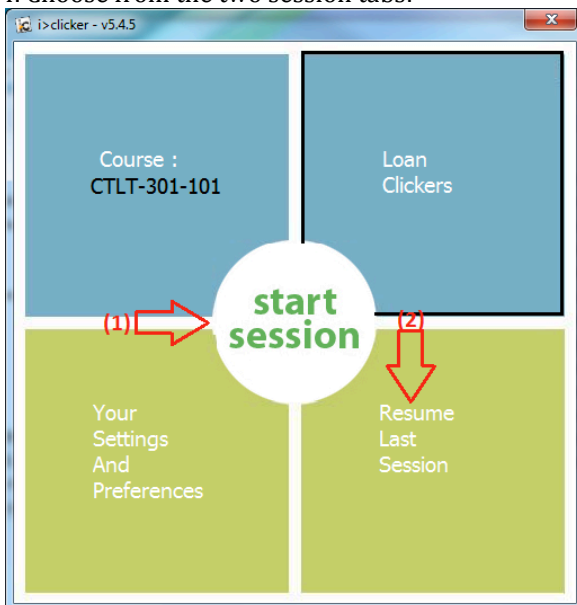 i. Choose from the two session tabs:
i>clicker - v5.4.5
Course :
CTLT-301-101
Loan
Clickers
start
session
(1)
(2)
Your
Settings
And
Preferences
Resume
Last
Session